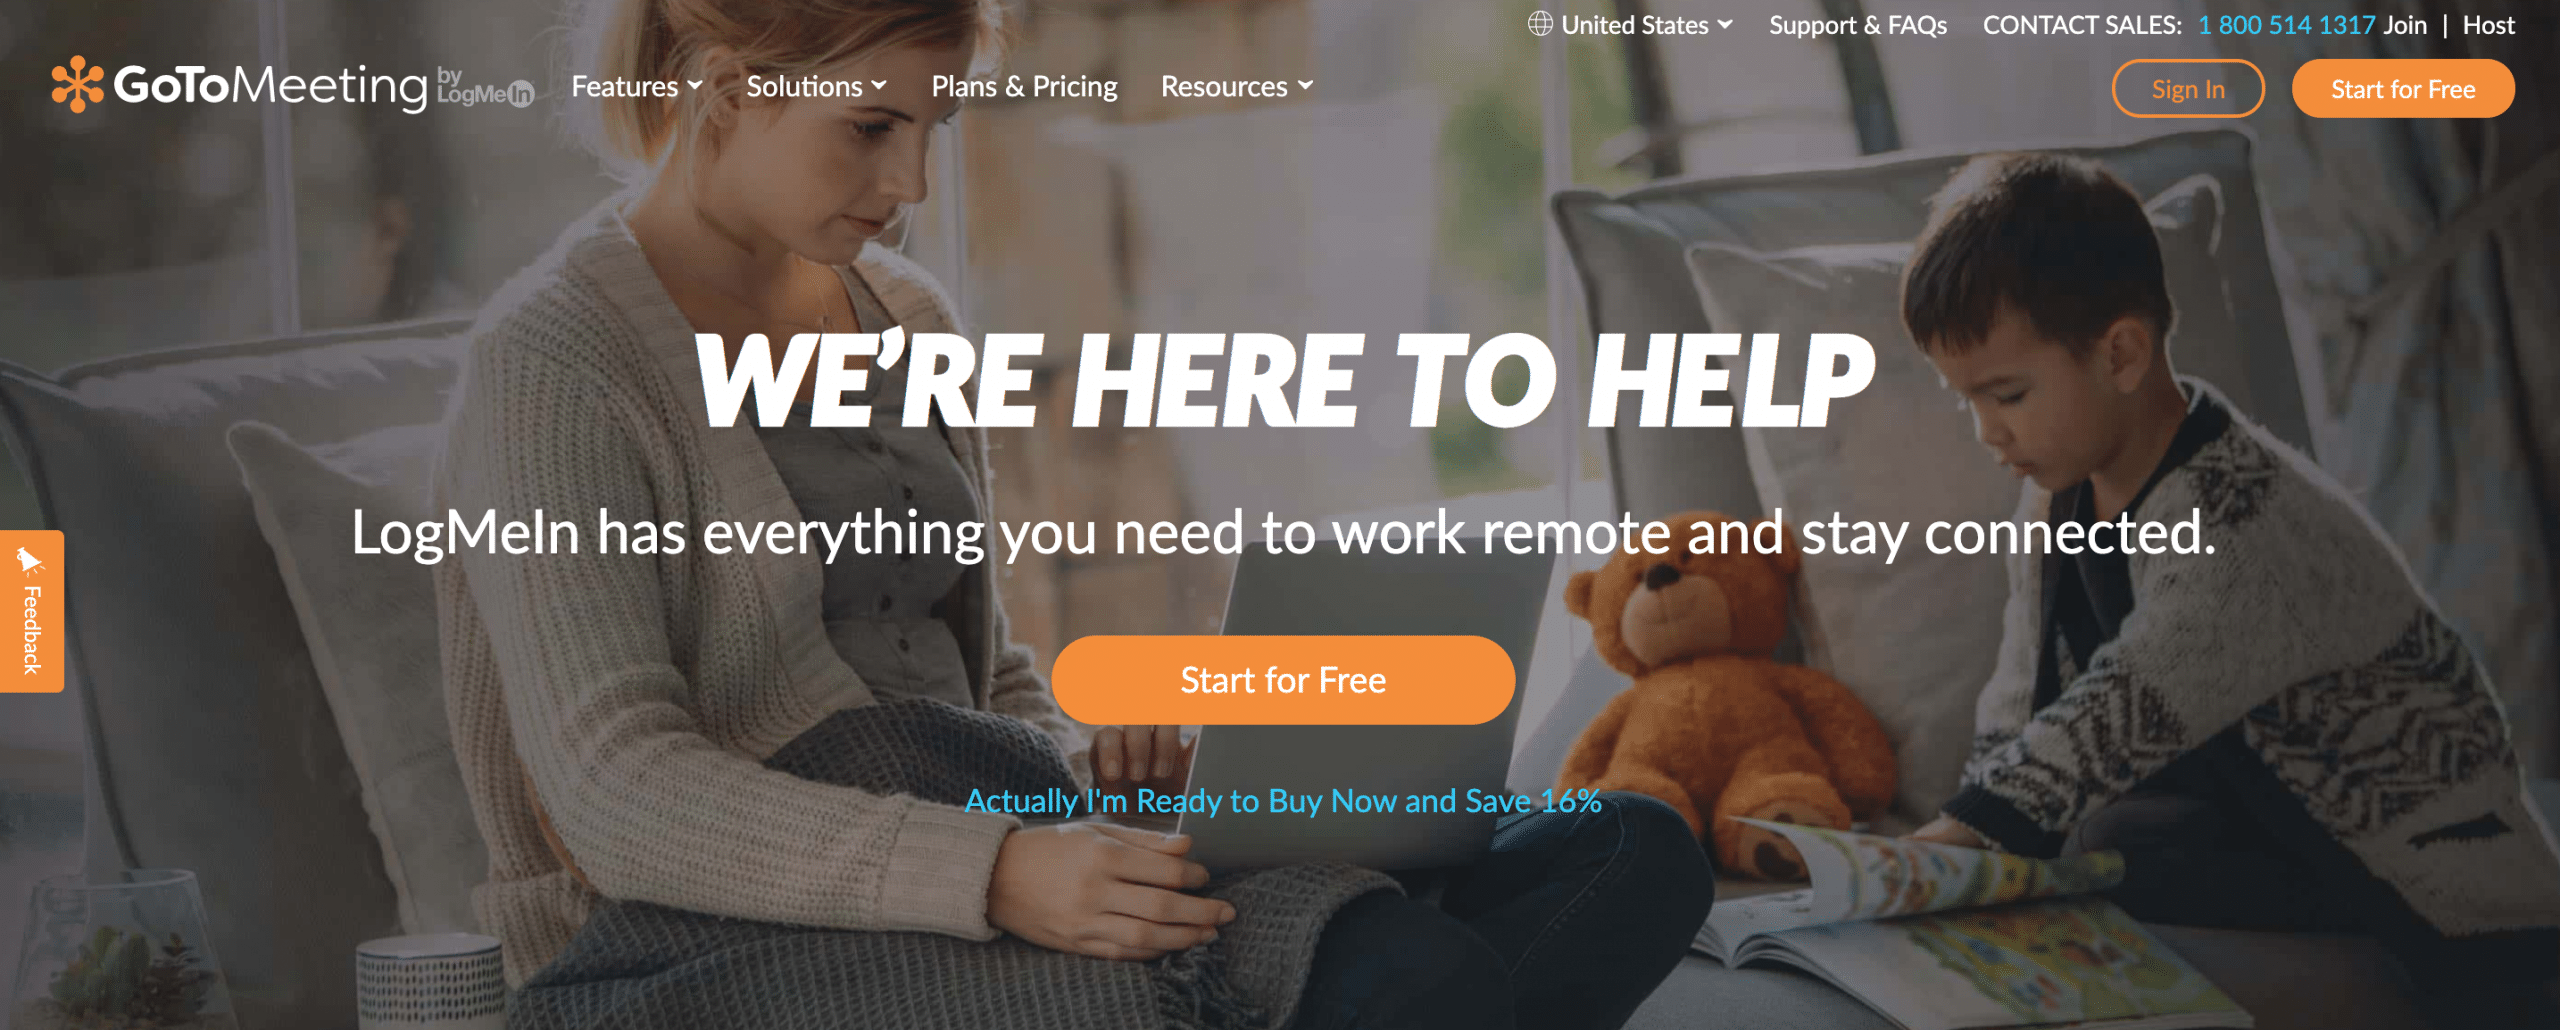 United States
Support & FAQs
CONTACT SALES: 1 800 514 1317
Join | Host
GoToMeeting by LogMeIn
Features
Solutions
Plans & Pricing
Resources
Sign In
Start for Free
WE’RE HERE TO HELP
LogMeIn has everything you need to work remote and stay connected.
Feedback
Start for Free
Actually I'm Ready to Buy Now and Save 16%